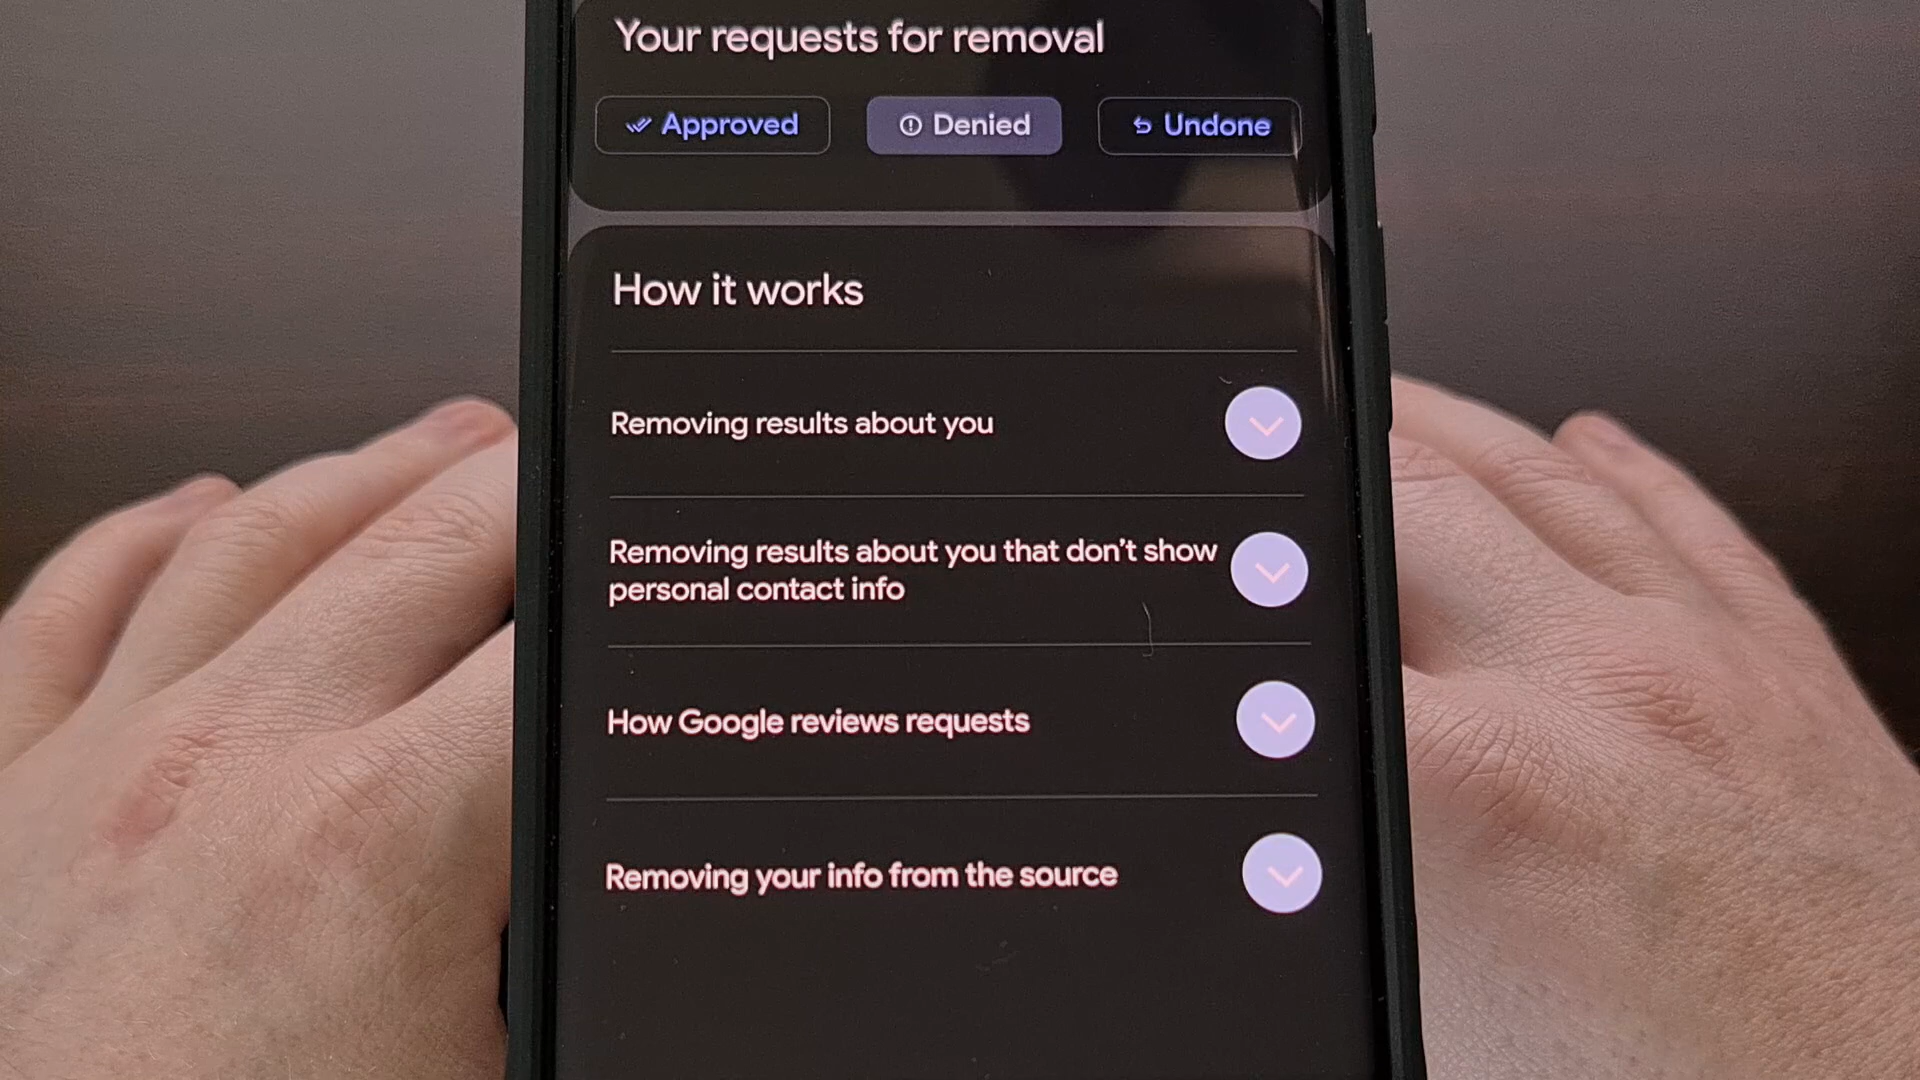 Your requests for removal
Approved
Denied
Undone
How it works
Removing results about you
Removing results about you that don't show
personal contact info
How Google reviews requests
Removing your info from the source